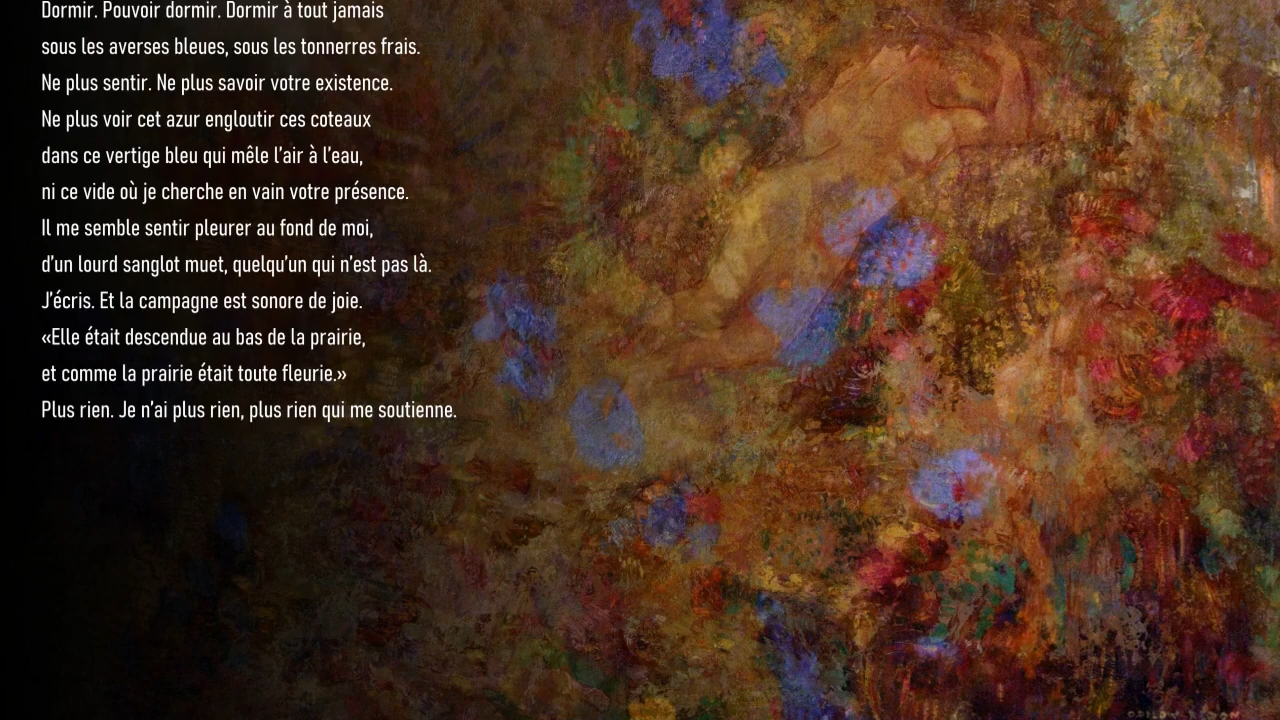 Dormir. Pouvoir dormir. Dormir à tout jamais
sous les averses bleues, sous les tonnerres frais.
Ne plus sentir. Ne plus savoir votre existence.
Ne plus voir cet azur engloutir ces coteaux
dans ce vertige bleu qui mêle l’air à l’eau,
ni ce vide où je cherche en vain votre présence.
Il me semble sentir pleurer au fond de moi,
d’un lourd sanglot muet, quelqu’un qui n’est pas là.
J’écris. Et la campagne est sonore de joie.
«Elle était descendue au bas de la prairie,
et comme la prairie était toute fleurie.»
Plus rien. Je n’ai plus rien, plus rien qui me soutienne.